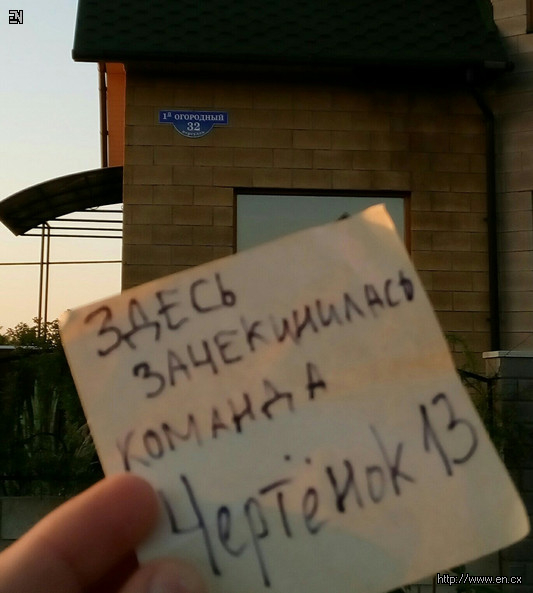 EN
1й ОГОРОДНЫЙ
32
ЗДЕСЬ
ЗАЧЕКИНИЛАСЬ
КОМАНДА
Чертёнок 13
http://www.en.cx